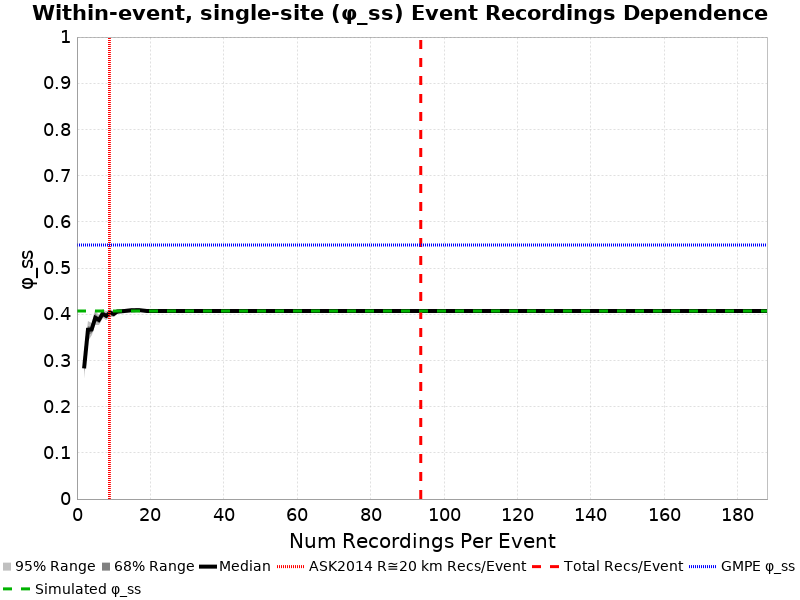 Within-event, single-site (φ_ss) Event Recordings Dependence
1
0.9
0.8
0.7
0.6
0.5
0.4
0.3
0.2
0.1
0
φ_ss
0 20 40 60 80 100 120 140 160 180
Num Recordings Per Event
95% Range 68% Range Median ASK2014 R≅20 km Recs/Event Total Recs/Event GMPE φ_ss
Simulated φ_ss